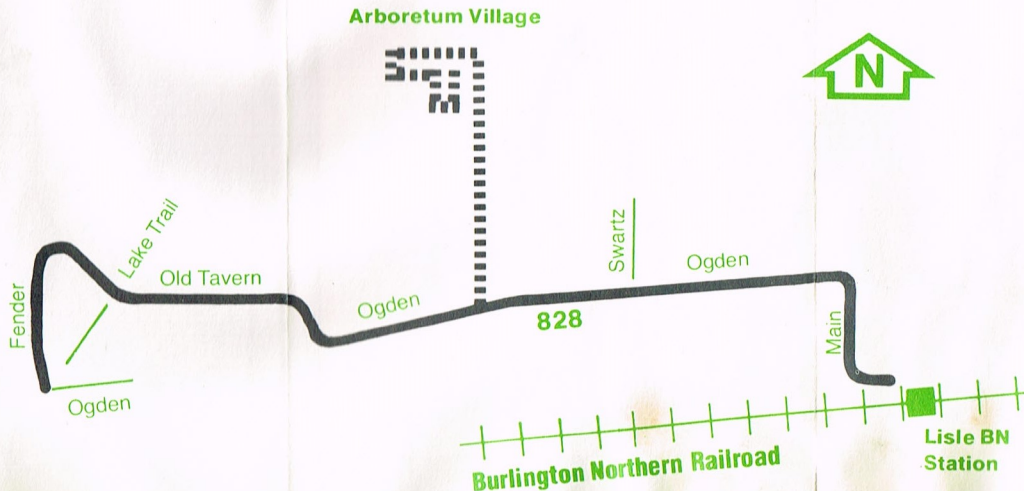 Arboretum Village
N
Lake Trail
Swartz
Old Tavern
Ogden
Ogden
Fender
828
Main
Ogden
Burlington Northern Railroad
Lisle BN
Station